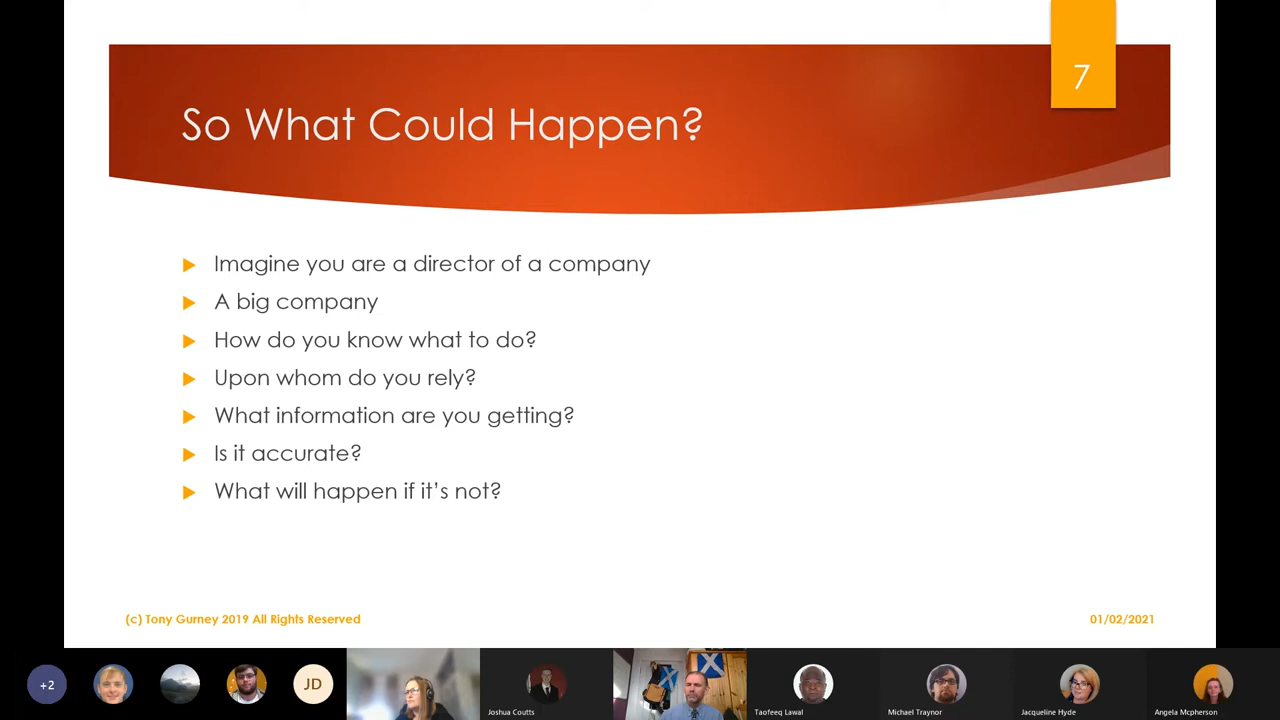 7
So What Could Happen?
Imagine you are a director of a company
A big company
How do you know what to do?
Upon whom do you rely?
What information are you getting?
Is it accurate?
What will happen if it's not?
(c) Tony Gurney 2019 All Rights Reserved
01/02/2021
+2
JD
Joshua Coutts
Taofeeq Lawal
Michael Traynor
Jacqueline Hyde
Angela Mcpherson